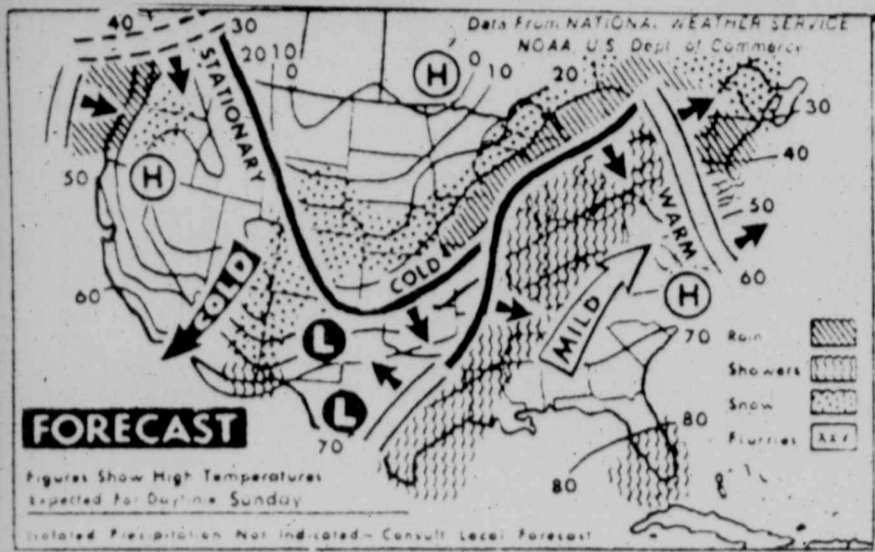 Data From NATIONAL WEATHER SERVICE
NOAA, U.S. Dept. of Commerce
40
30
20
10
0
0
10
20
30
40
50
60
STATIONARY
H
H
50
60
COLD
COLD
WARM
MILD
H
L
L
70
70
80
80
Rain
Showers
Snow
Flurries
FORECAST
Figures Show High Temperatures
Expected For Daytime Sunday
Isolated Precipitation Not Indicated – Consult Local Forecast